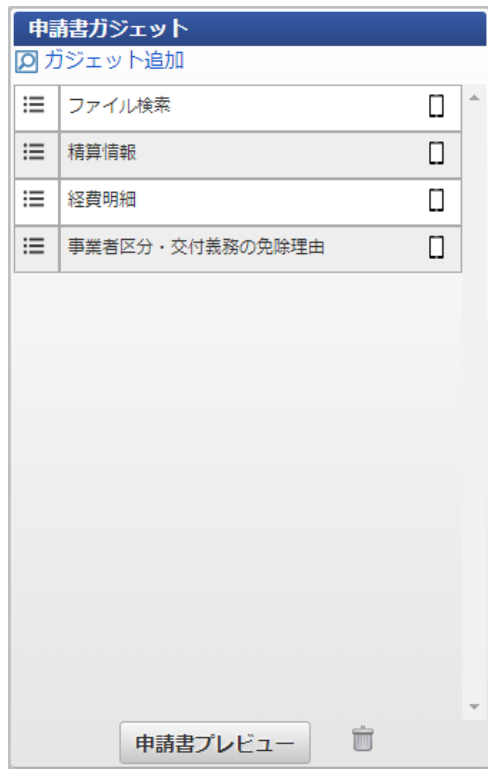 申請書ガジェット
ガジェット追加
ファイル検索
精算情報
経費明細
事業者区分・交付義務の免除理由
申請書プレビュー